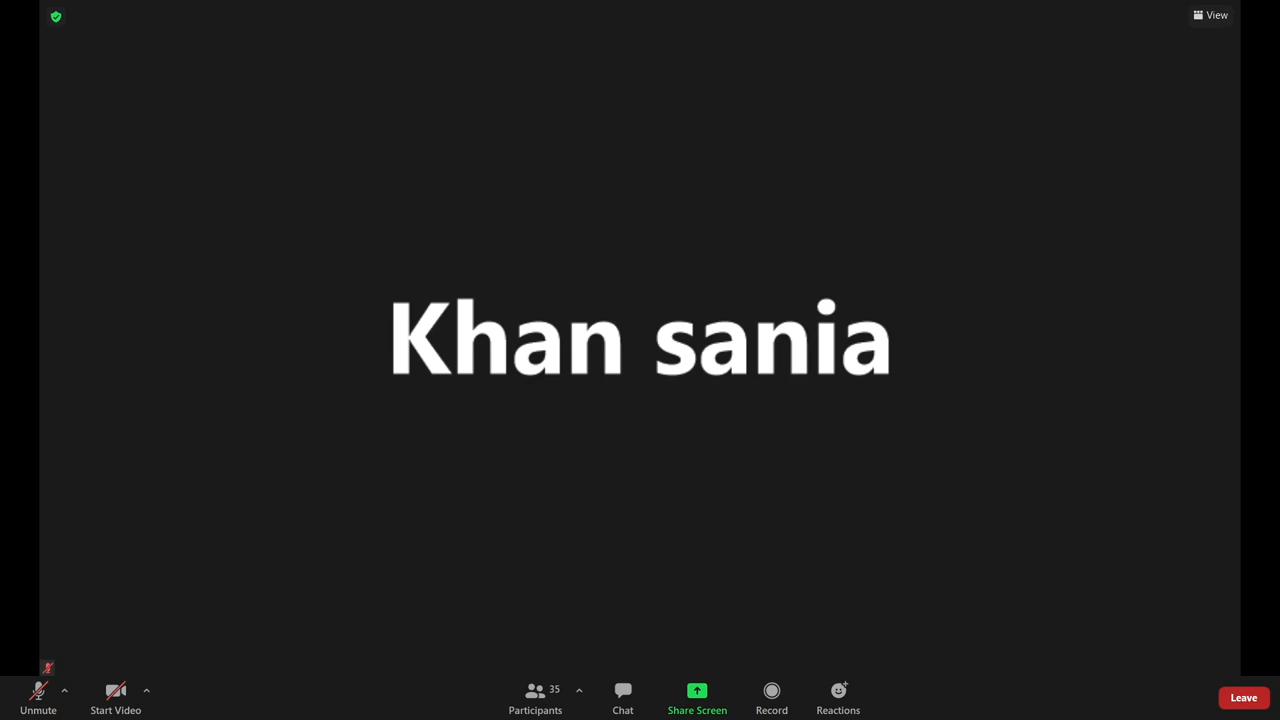 View
Khan sania
Unmute
Start Video
35
Participants
Chat
Share Screen
Record
Reactions
Leave